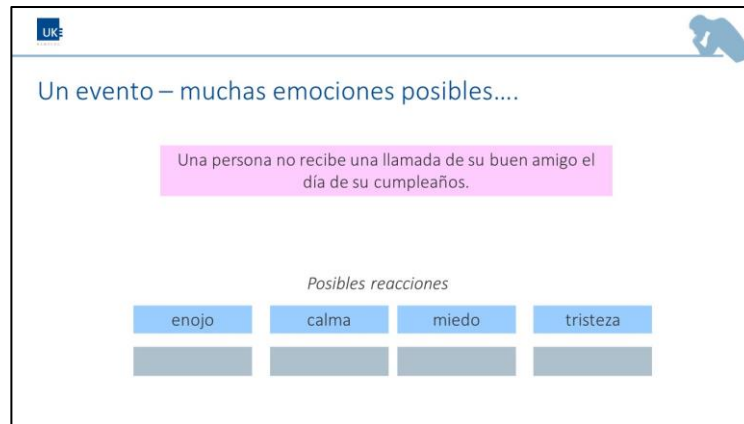 UKE
HAMBURG
Un evento – muchas emociones posibles....
Una persona no recibe una llamada de su buen amigo el
día de su cumpleaños.
Posibles reacciones
enojo calma miedo tristeza